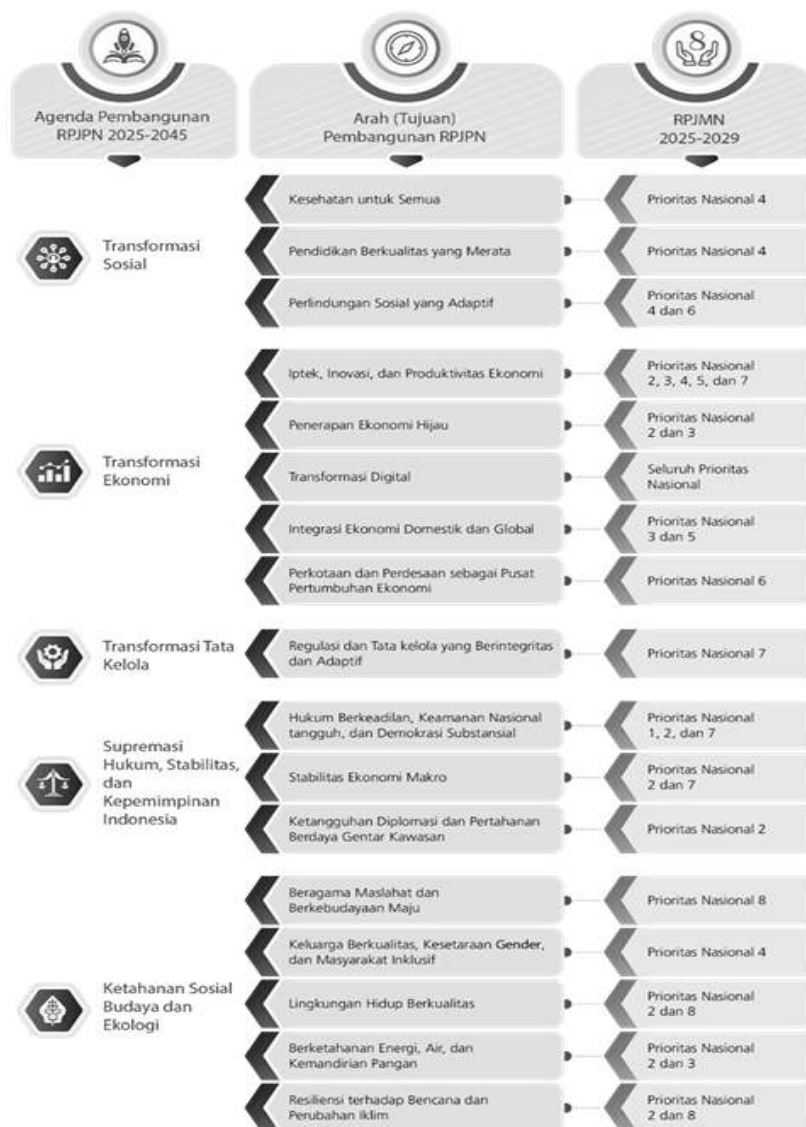 Agenda Pembangunan
RPJPN 2025-2045
Arah (Tujuan)
Pembangunan RPJPN
8
RPJMN
2025-2029
Transformasi
Sosial
Kesehatan untuk Semua
Prioritas Nasional 4
Pendidikan Berkualitas yang Merata
Prioritas Nasional 4
Perlindungan Sosial yang Adaptif
Prioritas Nasional
4 dan 6
Transformasi
Ekonomi
Iptek, Inovasi, dan Produktivitas Ekonomi
Prioritas Nasional
2, 3, 4, 5, dan 7
Penerapan Ekonomi Hijau
Prioritas Nasional
2 dan 3
Transformasi Digital
Seluruh Prioritas
Nasional
Integrasi Ekonomi Domestik dan Global
Prioritas Nasional
3 dan 5
Perkotaan dan Perdesaan sebagai Pusat
Pertumbuhan Ekonomi
Prioritas Nasional 6
Transformasi Tata
Kelola
Regulasi dan Tata kelola yang Berintegritas
dan Adaptif
Prioritas Nasional 7
Supremasi
Hukum, Stabilitas,
dan
Kepemimpinan
Indonesia
Hukum Berkeadilan, Keamanan Nasional
tangguh, dan Demokrasi Substansial
Prioritas Nasional
1, 2, dan 7
Stabilitas Ekonomi Makro
Prioritas Nasional
2 dan 7
Ketangguhan Diplomasi dan Pertahanan
Berdaya Gentar Kawasan
Prioritas Nasional 2
Ketahanan Sosial
Budaya dan
Ekologi
Beragama Maslahat dan
Berkebudayaan Maju
Prioritas Nasional 8
Keluarga Berkualitas, Kesetaraan Gender,
dan Masyarakat Inklusif
Prioritas Nasional 4
Lingkungan Hidup Berkualitas
Prioritas Nasional
2 dan 8
Berketahanan Energi, Air, dan
Kemandirian Pangan
Prioritas Nasional
2 dan 3
Resiliensi terhadap Bencana dan
Perubahan Iklim
Prioritas Nasional
2 dan 8